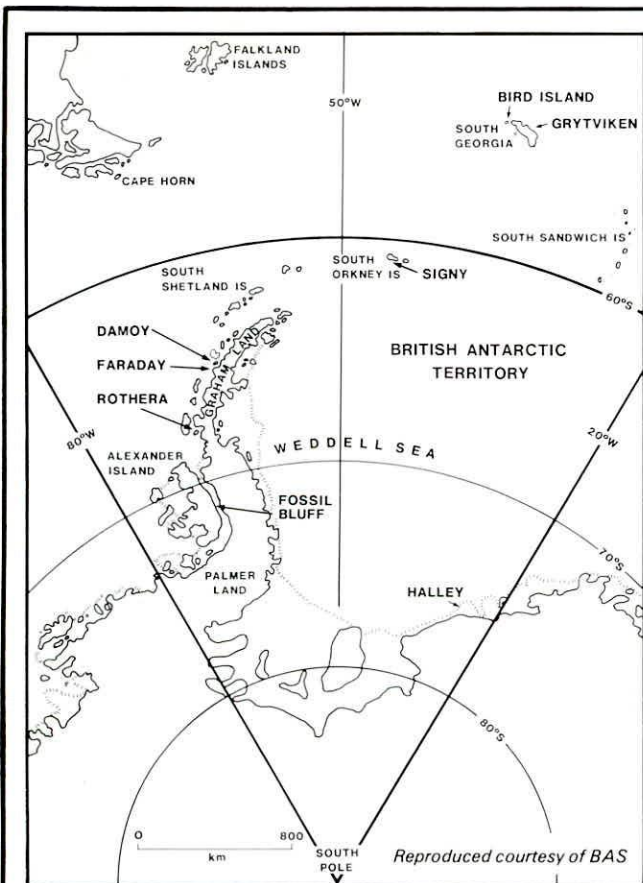 FALKLAND
ISLANDS
50°W
BIRD ISLAND
GRYTVIKEN
SOUTH
GEORGIA
CAPE HORN
SOUTH SANDWICH IS
SOUTH
ORKNEY IS
SIGNY
SOUTH
SHETLAND IS
60°S
DAMOY
FARADAY
ROTHERA
GRAHAM LAND
BRITISH ANTARCTIC
TERRITORY
80°W
20°W
WEDDELL SEA
ALEXANDER
ISLAND
FOSSIL
BLUFF
70°S
PALMER
LAND
HALLEY
80°S
0 800
km
SOUTH
POLE
Reproduced courtesy of BAS